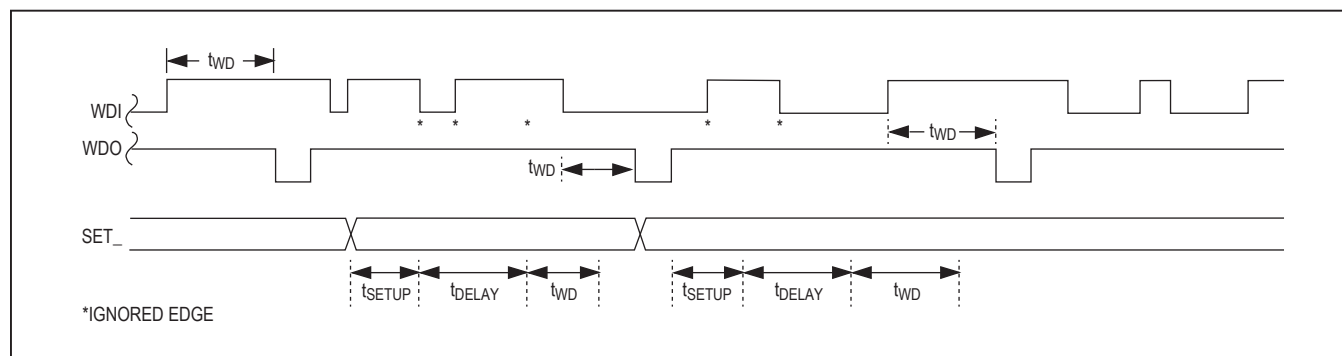 tWD
WDI
* * * * *
WDO
tWD
tWD
SET_
tSETUP tDELAY tWD tSETUP tDELAY tWD
*IGNORED EDGE